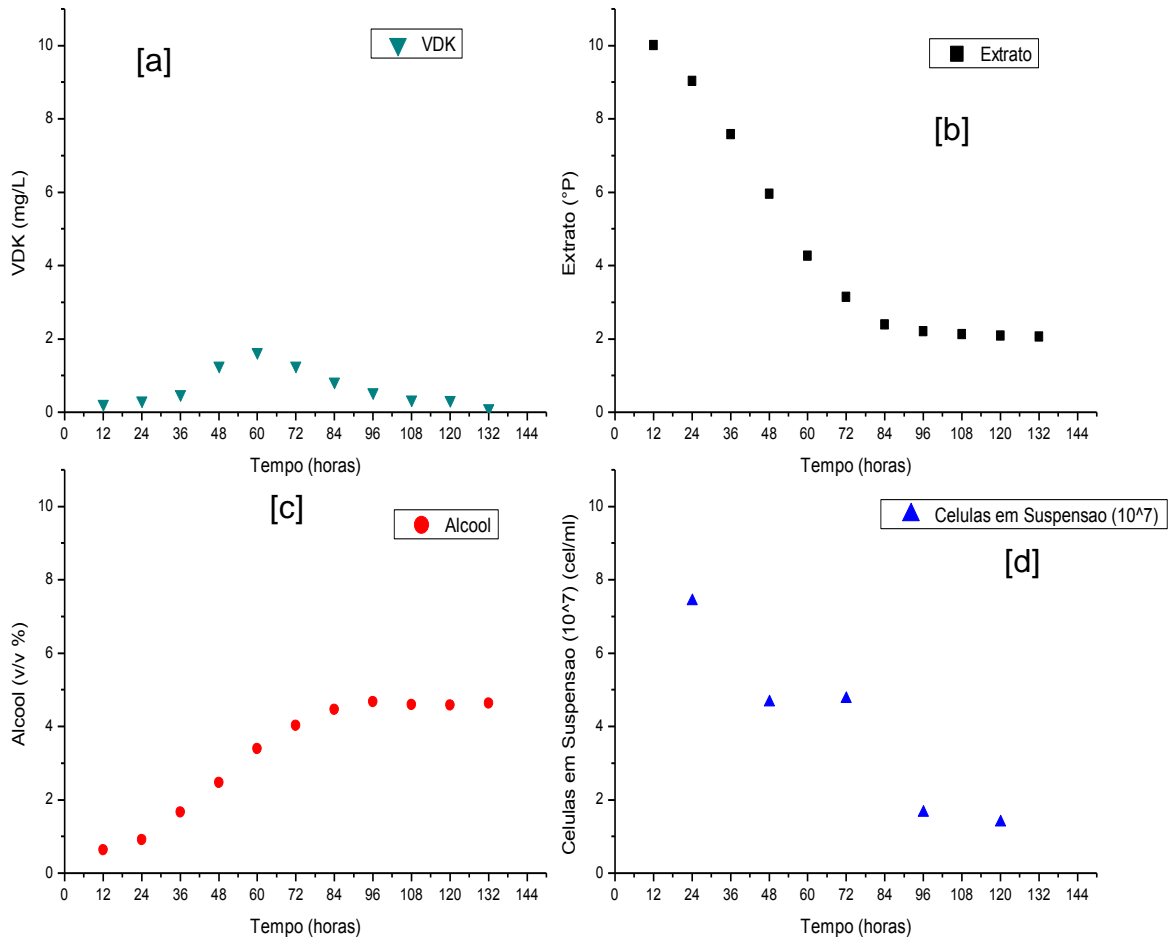 [a]
VDK
VDK (mg/L)
10
8
6
4
2
0
0 12 24 36 48 60 72 84 96 108 120 132 144
Tempo (horas)
[b]
Extrato
Extrato (°P)
10
8
6
4
2
0
0 12 24 36 48 60 72 84 96 108 120 132 144
Tempo (horas)
[c]
Alcool
Alcool (v/v %)
10
8
6
4
2
0
0 12 24 36 48 60 72 84 96 108 120 132 144
Tempo (horas)
Celulas em Suspensao (10^7)
[d]
Celulas em Suspensao (10^7) (cel/ml)
10
8
6
4
2
0
0 12 24 36 48 60 72 84 96 108 120 132 144
Tempo (horas)